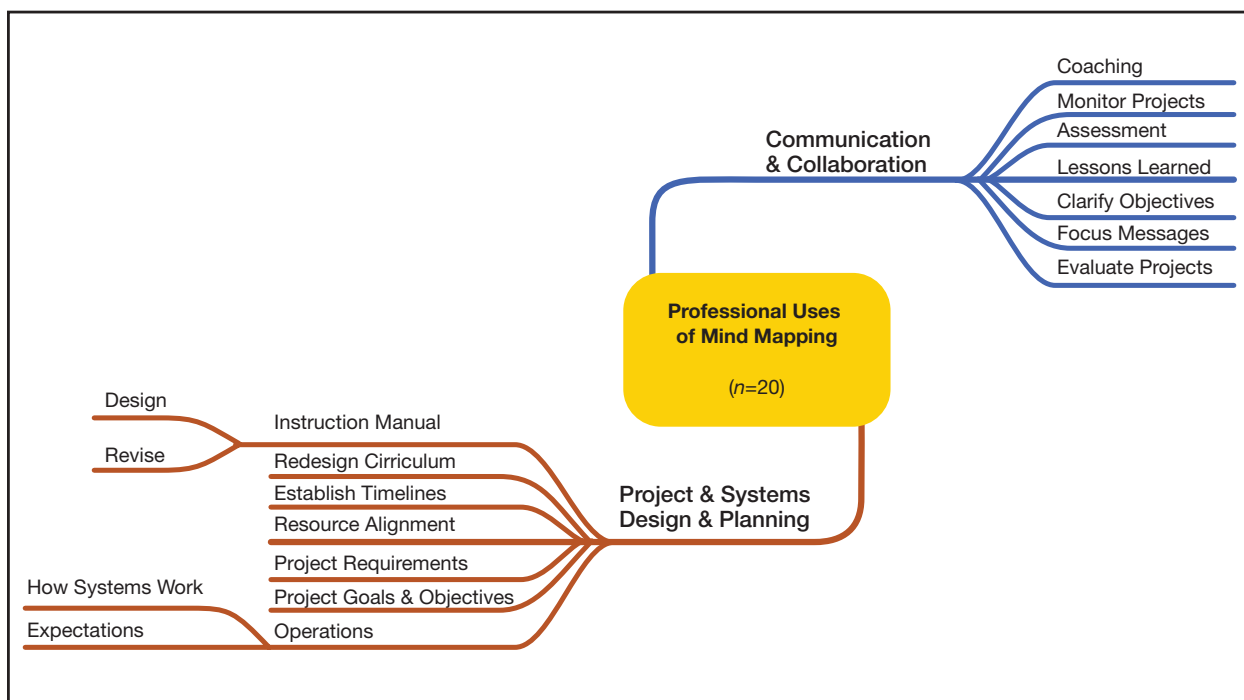 Coaching
Monitor Projects
Assessment
Lessons Learned
Clarify Objectives
Focus Messages
Evaluate Projects
Communication
& Collaboration
Professional Uses
of Mind Mapping
(n=20)
Project & Systems
Design & Planning
Instruction Manual
Design
Revise
Redesign Cirriculum
Establish Timelines
Resource Alignment
Project Requirements
Project Goals & Objectives
Operations
How Systems Work
Expectations